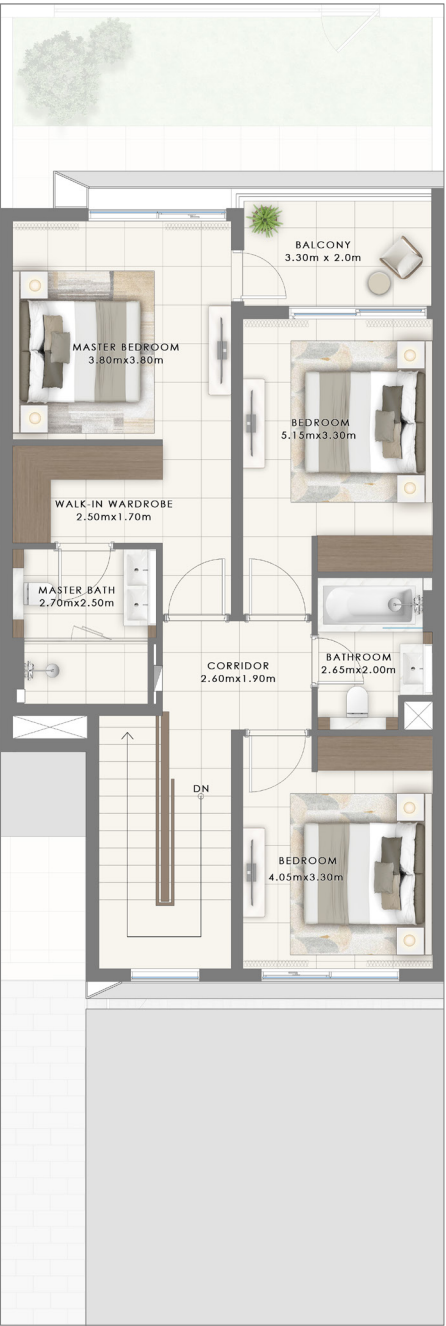 BALCONY
3.30m x 2.0m
MASTER BEDROOM
3.80mx3.80m
BEDROOM
5.15mx3.30m
WALK-IN WARDROBE
2.50mx1.70m
MASTER BATH
2.70mx2.50m
CORRIDOR
2.60mx1.90m
BATHROOM
2.65mx2.00m
DN
BEDROOM
4.05mx3.30m